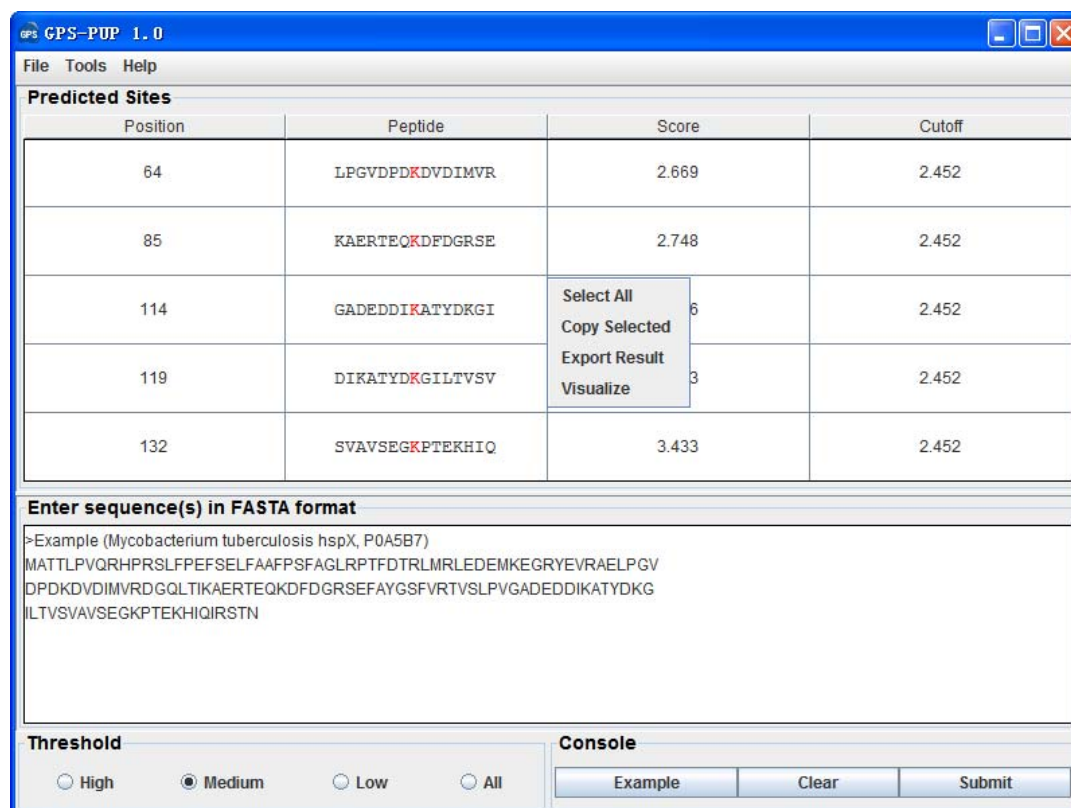 GPS GPS-PUP 1.0
File Tools Help
Predicted Sites
Position Peptide Score Cutoff
64 LPGVDPDKDVDIMVR 2.669 2.452
85 KAERTEQKDFDGRSE 2.748 2.452
114 GADEDDIKATYDKGI 6 2.452
119 DIKATYDKGILTVSV 3 2.452
132 SVAVSEGKPTEKHIQ 3.433 2.452
Select All
Copy Selected
Export Result
Visualize
Enter sequence(s) in FASTA format
>Example (Mycobacterium tuberculosis hspX, P0A5B7)
MATTLPVQRHPRSLFPEFSELFAAFPSFAGLRPTFDTRLMRLEDEMKEGRYEVRAELPGV
DPDKDVDIMVRDGQLTIKAERTEQKDFDGRSEFAYGSFVRTVSLPVGADEDDIKATYDKG
ILTVSVAVSEGKPTEKHIQIRSTN
Threshold
High Medium Low All
Console
Example Clear Submit